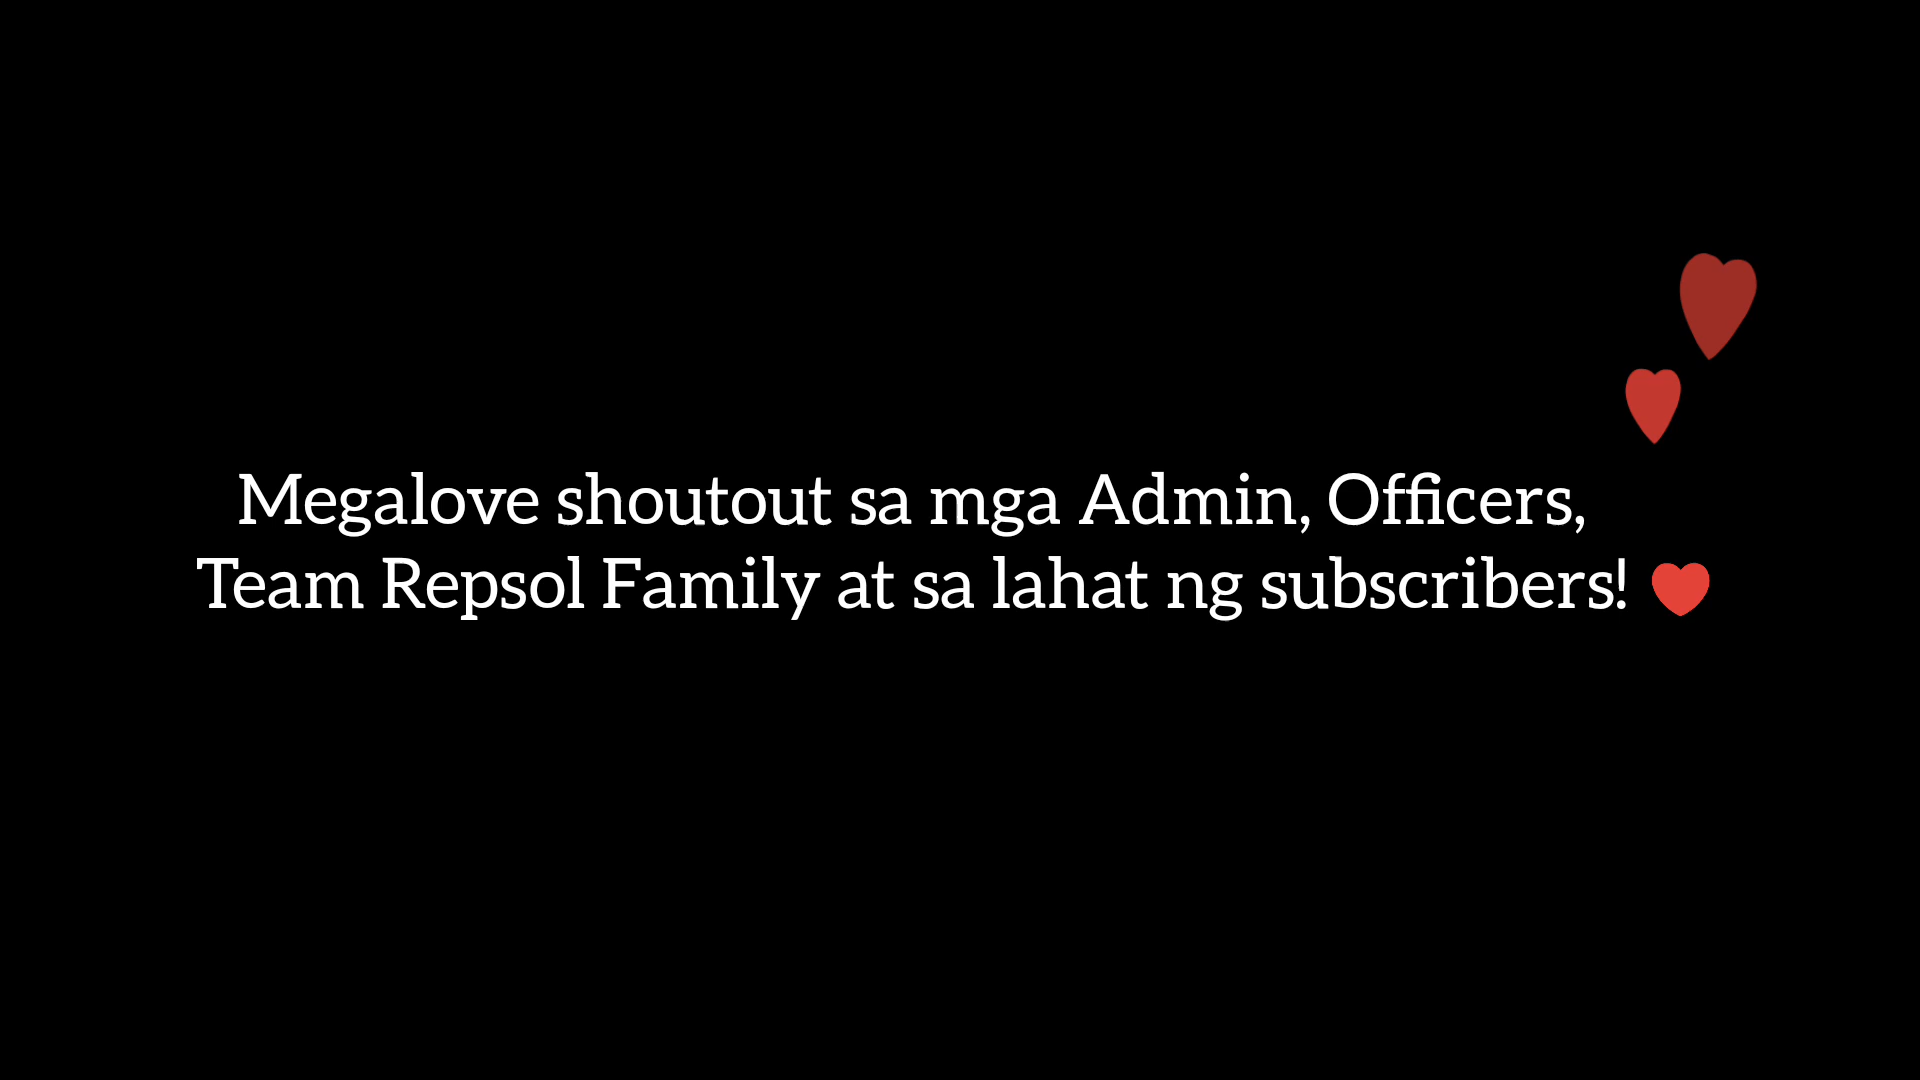 Megalove shoutout sa mga Admin, Officers,
Team Repsol Family at sa lahat ng subscribers! ❤